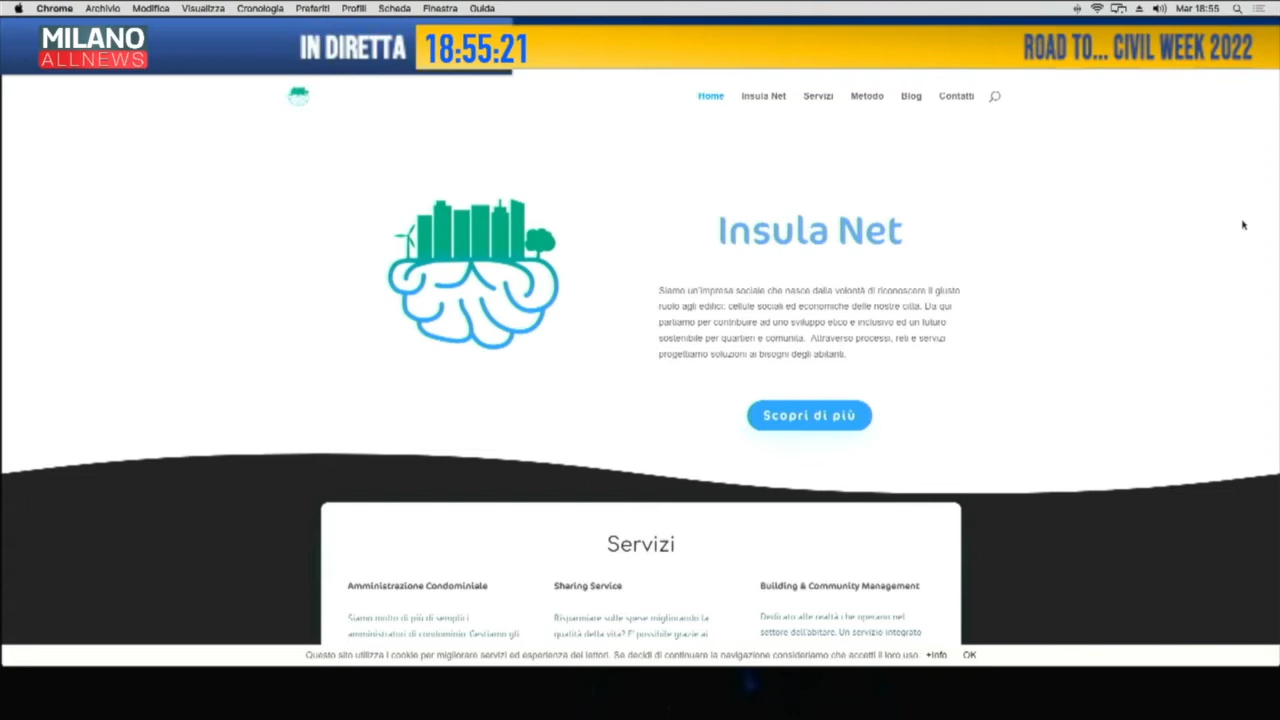 Chrome Archivio Modifica Visualizza Cronologia Preferiti Profili Scheda Finestra Guida Mar 18:55
MILANO
ALLNEWS
IN DIRETTA 18:55:21 ROAD TO... CIVIL WEEK 2022
Home Insula Net Servizi Metodo Blog Contatti
Insula Net
Siamo un'impresa sociale che nasce dalla volontà di riconoscere il giusto
ruolo agli edifici: cellule sociali ed economiche delle nostre città. Da qui
partiamo per contribuire ad uno sviluppo etico e inclusivo ed un futuro
sostenibile per quartieri e comunità. Attraverso processi, reti e servizi
progettiamo soluzioni ai bisogni degli abitanti.
Scopri di più
Servizi
Amministrazione Condominiale Sharing Service Building & Community Management
Siamo molto di più di semplici Risparmiare sulle spese migliorando la Dedicato alle realtà che operano nel
amministratori di condominio. Gestiamo gli qualità della vita? E' possibile grazie ai settore dell'abitare. Un servizio integrato
Questo sito utilizza i cookie per migliorare servizi ed esperienza dei lettori. Se decidi di continuare la navigazione consideriamo che accetti il loro uso. +Info OK